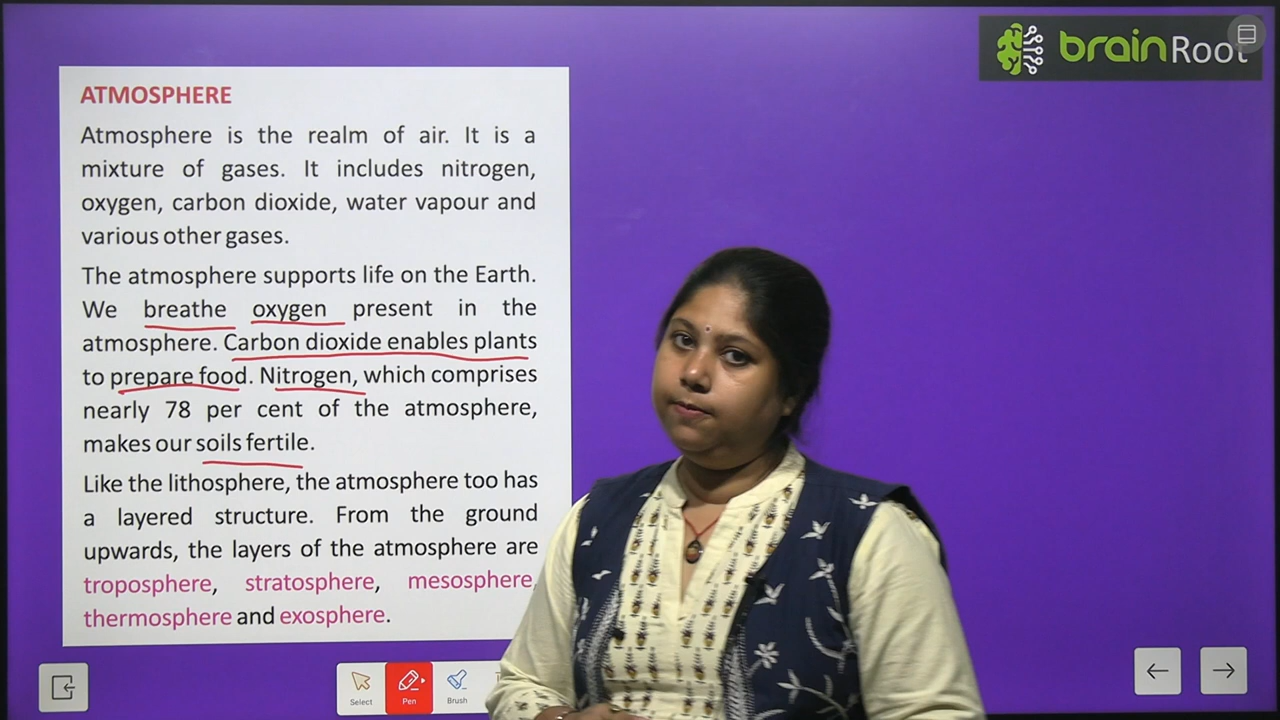 brainRoot
ATMOSPHERE
Atmosphere is the realm of air. It is a
mixture of gases. It includes nitrogen,
oxygen, carbon dioxide, water vapour and
various other gases.
The atmosphere supports life on the Earth.
We breathe oxygen present in the
atmosphere. Carbon dioxide enables plants
to prepare food. Nitrogen, which comprises
nearly 78 per cent of the atmosphere,
makes our soils fertile.
Like the lithosphere, the atmosphere too has
a layered structure. From the ground
upwards, the layers of the atmosphere are
troposphere, stratosphere, mesosphere,
thermosphere and exosphere.
Select Pen Brush